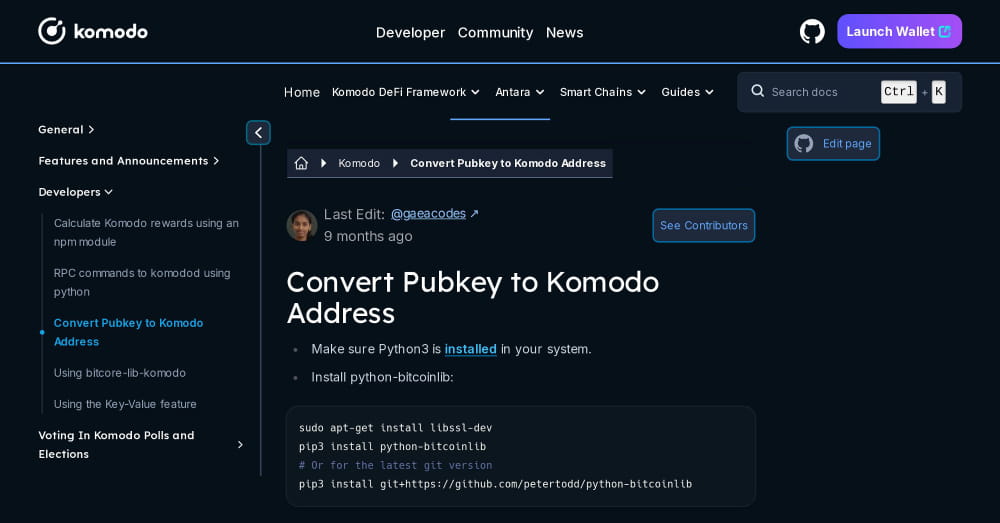 komodo
Developer Community News
Launch Wallet
Home Komodo DeFi Framework Antara Smart Chains Guides
Search docs Ctrl + K
General
Features and Announcements
Developers
Calculate Komodo rewards using an
npm module
RPC commands to komodod using
python
Convert Pubkey to Komodo
Address
Using bitcore-lib-komodo
Using the Key-Value feature
Voting In Komodo Polls and
Elections
Edit page
Komodo Convert Pubkey to Komodo Address
Last Edit: @gaeacodes ↗
9 months ago
See Contributors
Convert Pubkey to Komodo
Address
• Make sure Python3 is installed in your system.
• Install python-bitcoinlib:
sudo apt-get install libssl-dev
pip3 install python-bitcoinlib
# Or for the latest git version
pip3 install git+https://github.com/petertodd/python-bitcoinlib